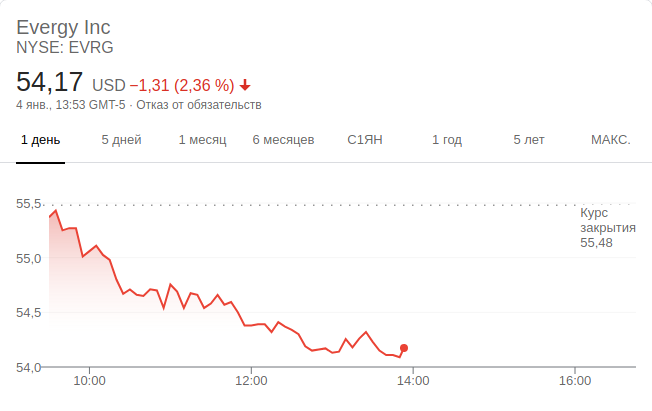 Evergy Inc
NYSE: EVRG
54,17 USD −1,31 (2,36 %)
4 янв., 13:53 GMT-5 · Отказ от обязательств
1 день 5 дней 1 месяц 6 месяцев С1ЯН 1 год 5 лет МАКС.
55,5
Курс
закрытия
55,48
55,0
54,5
54,0
10:00 12:00 14:00 16:00